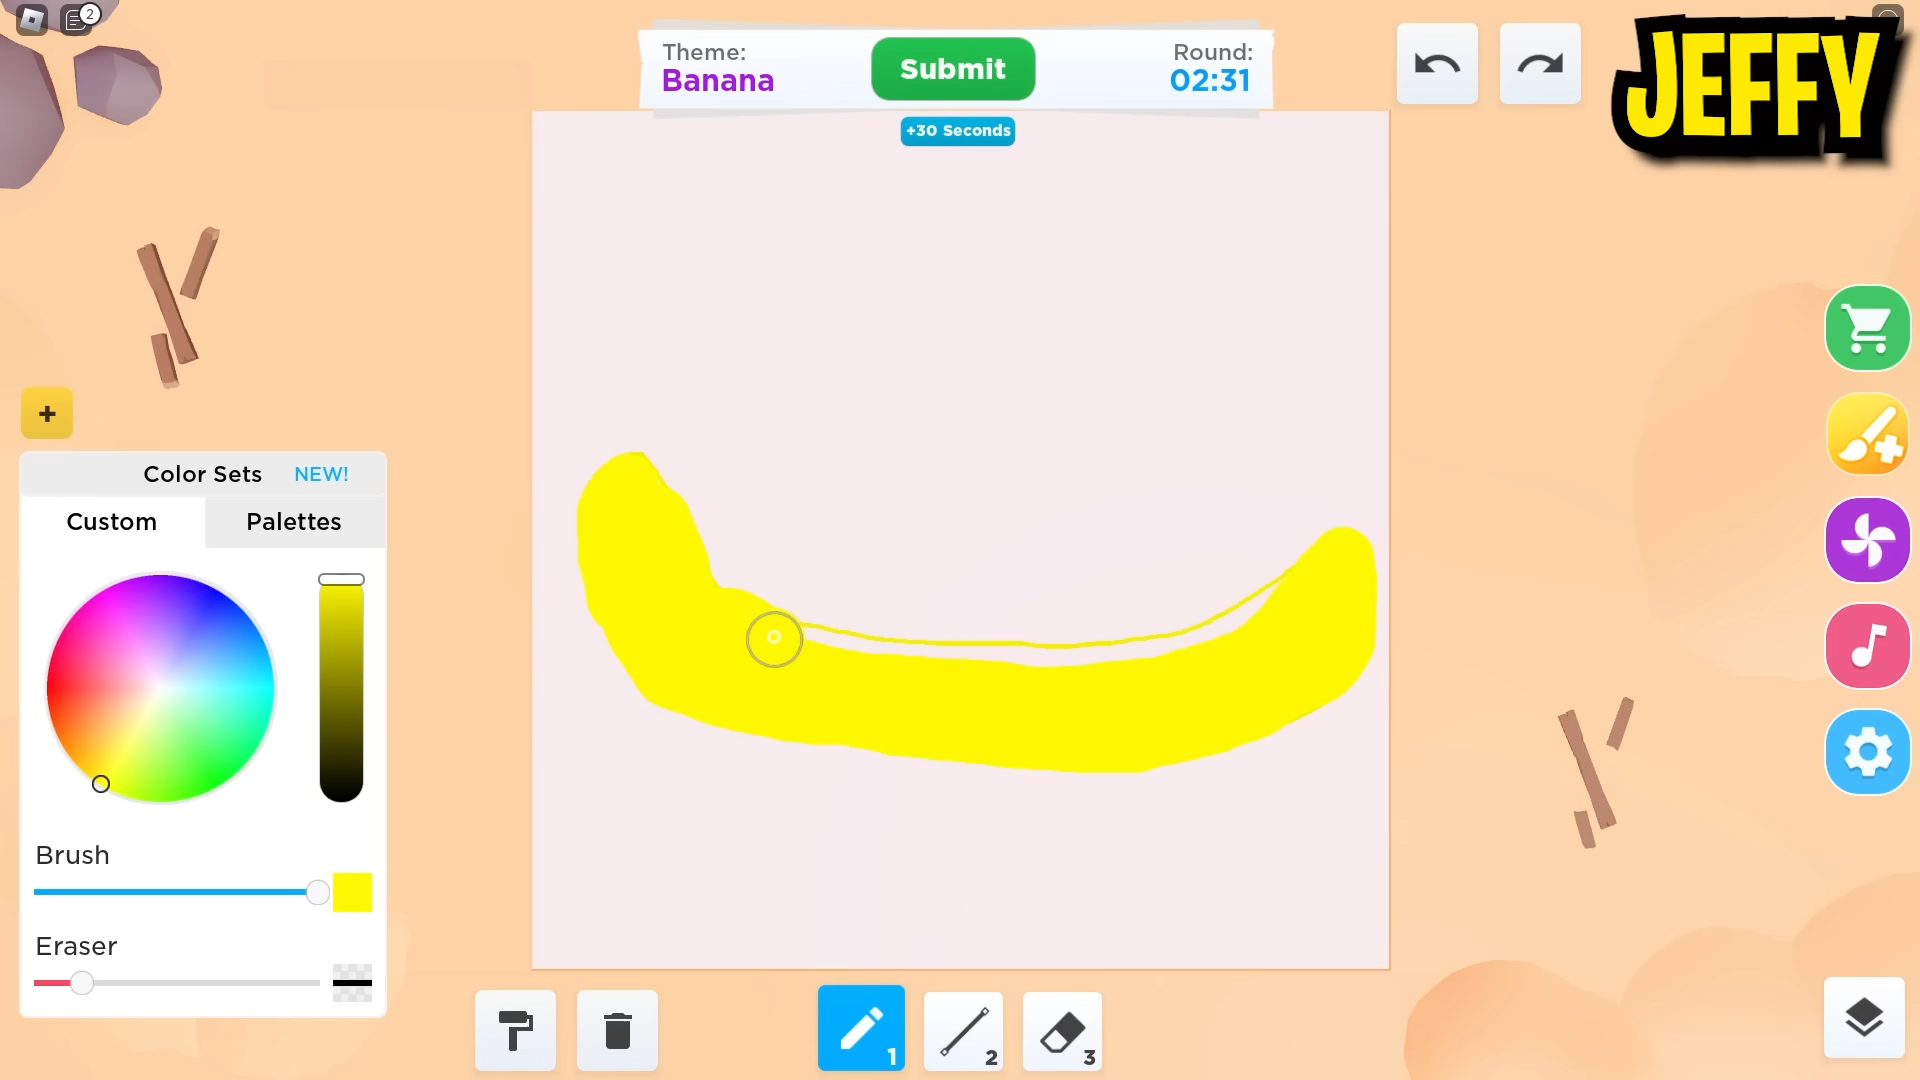 2
Theme:
Banana
Submit
Round:
02:31
JEFFY
+30 Seconds
+
Color Sets NEW!
Custom
Palettes
Brush
Eraser
1
2
3